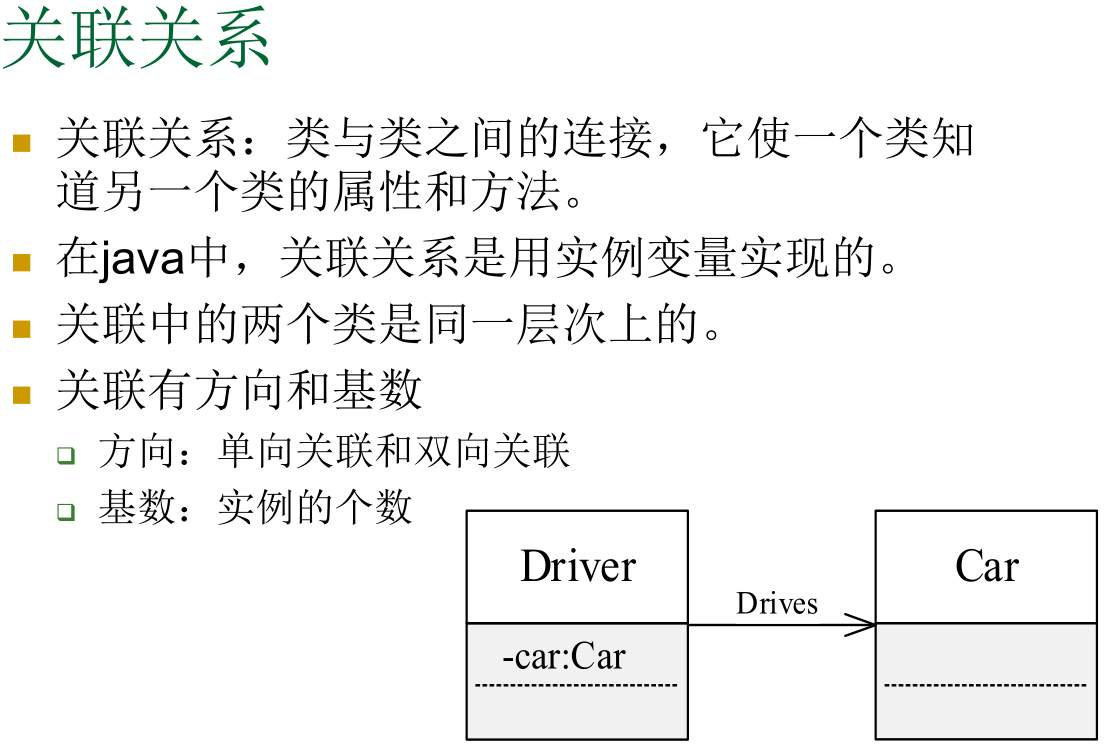 关联关系
关联关系：类与类之间的连接，它使一个类知
道另一个类的属性和方法。
在java中，关联关系是用实例变量实现的。
关联中的两个类是同一层次上的。
关联有方向和基数
方向：单向关联和双向关联
基数：实例的个数
Driver
Car
Drives
-car:Car